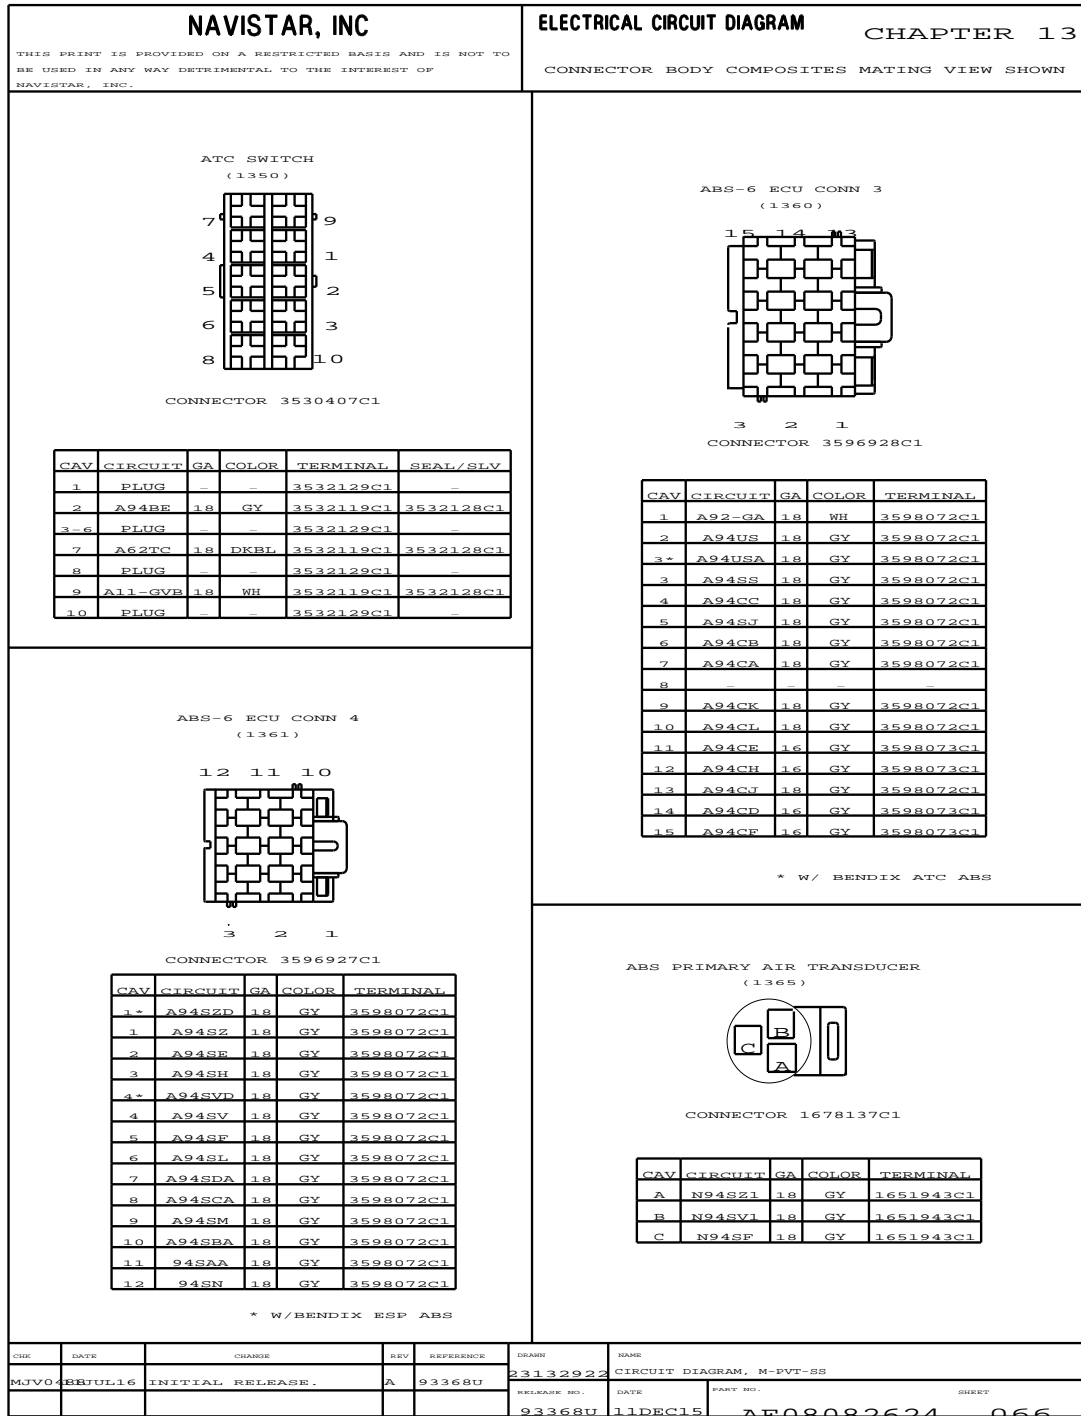 NAVISTAR, INC
THIS PRINT IS PROVIDED ON A RESTRICTED BASIS AND IS NOT TO
BE USED IN ANY WAY DETRIMENTAL TO THE INTEREST OF
NAVISTAR, INC.
ELECTRICAL CIRCUIT DIAGRAM
CHAPTER 13
CONNECTOR BODY COMPOSITES MATING VIEW SHOWN
ATC SWITCH
(1350)
7 9
4 1
5 2
6 3
8 10
CONNECTOR 3530407C1
CAV CIRCUIT GA COLOR TERMINAL SEAL/SLV
1 PLUG – – 3532129C1 –
2 A94BE 18 GY 3532119C1 3532128C1
3-6 PLUG – – 3532129C1 –
7 A62TC 18 DKBL 3532119C1 3532128C1
8 PLUG – – 3532129C1 –
9 A11-GVB 18 WH 3532119C1 3532128C1
10 PLUG – – 3532129C1 –
ABS-6 ECU CONN 3
(1360)
15 14 13
3 2 1
CONNECTOR 3596928C1
CAV CIRCUIT GA COLOR TERMINAL
1 A92-GA 18 WH 3598072C1
2 A94US 18 GY 3598072C1
3* A94USA 18 GY 3598072C1
3 A94SS 18 GY 3598072C1
4 A94CC 18 GY 3598072C1
5 A94SJ 18 GY 3598072C1
6 A94CB 18 GY 3598072C1
7 A94CA 18 GY 3598072C1
8 – – – –
9 A94CK 18 GY 3598072C1
10 A94CL 18 GY 3598072C1
11 A94CE 16 GY 3598073C1
12 A94CH 16 GY 3598073C1
13 A94CJ 18 GY 3598072C1
14 A94CD 16 GY 3598073C1
15 A94CF 16 GY 3598073C1
* W/ BENDIX ATC ABS
ABS-6 ECU CONN 4
(1361)
12 11 10
3 2 1
CONNECTOR 3596927C1
CAV CIRCUIT GA COLOR TERMINAL
1* A94SZD 18 GY 3598072C1
1 A94SZ 18 GY 3598072C1
2 A94SE 18 GY 3598072C1
3 A94SH 18 GY 3598072C1
4* A94SVD 18 GY 3598072C1
4 A94SV 18 GY 3598072C1
5 A94SF 18 GY 3598072C1
6 A94SL 18 GY 3598072C1
7 A94SDA 18 GY 3598072C1
8 A94SCA 18 GY 3598072C1
9 A94SM 18 GY 3598072C1
10 A94SBA 18 GY 3598072C1
11 94SAA 18 GY 3598072C1
12 94SN 18 GY 3598072C1
* W/BENDIX ESP ABS
ABS PRIMARY AIR TRANSDUCER
(1365)
B
C
A
CONNECTOR 1678137C1
CAV CIRCUIT GA COLOR TERMINAL
A N94SZ1 18 GY 1651943C1
B N94SV1 18 GY 1651943C1
C N94SF 18 GY 1651943C1
CHK DATE CHANGE REV REFERENCE
INITIAL RELEASE. A 93368U
DRAWN
23132922
NAME
CIRCUIT DIAGRAM, M-PVT-SS
RELEASE NO.
93368U
DATE
11DEC15
PART NO. SHEET
AF08082624 066